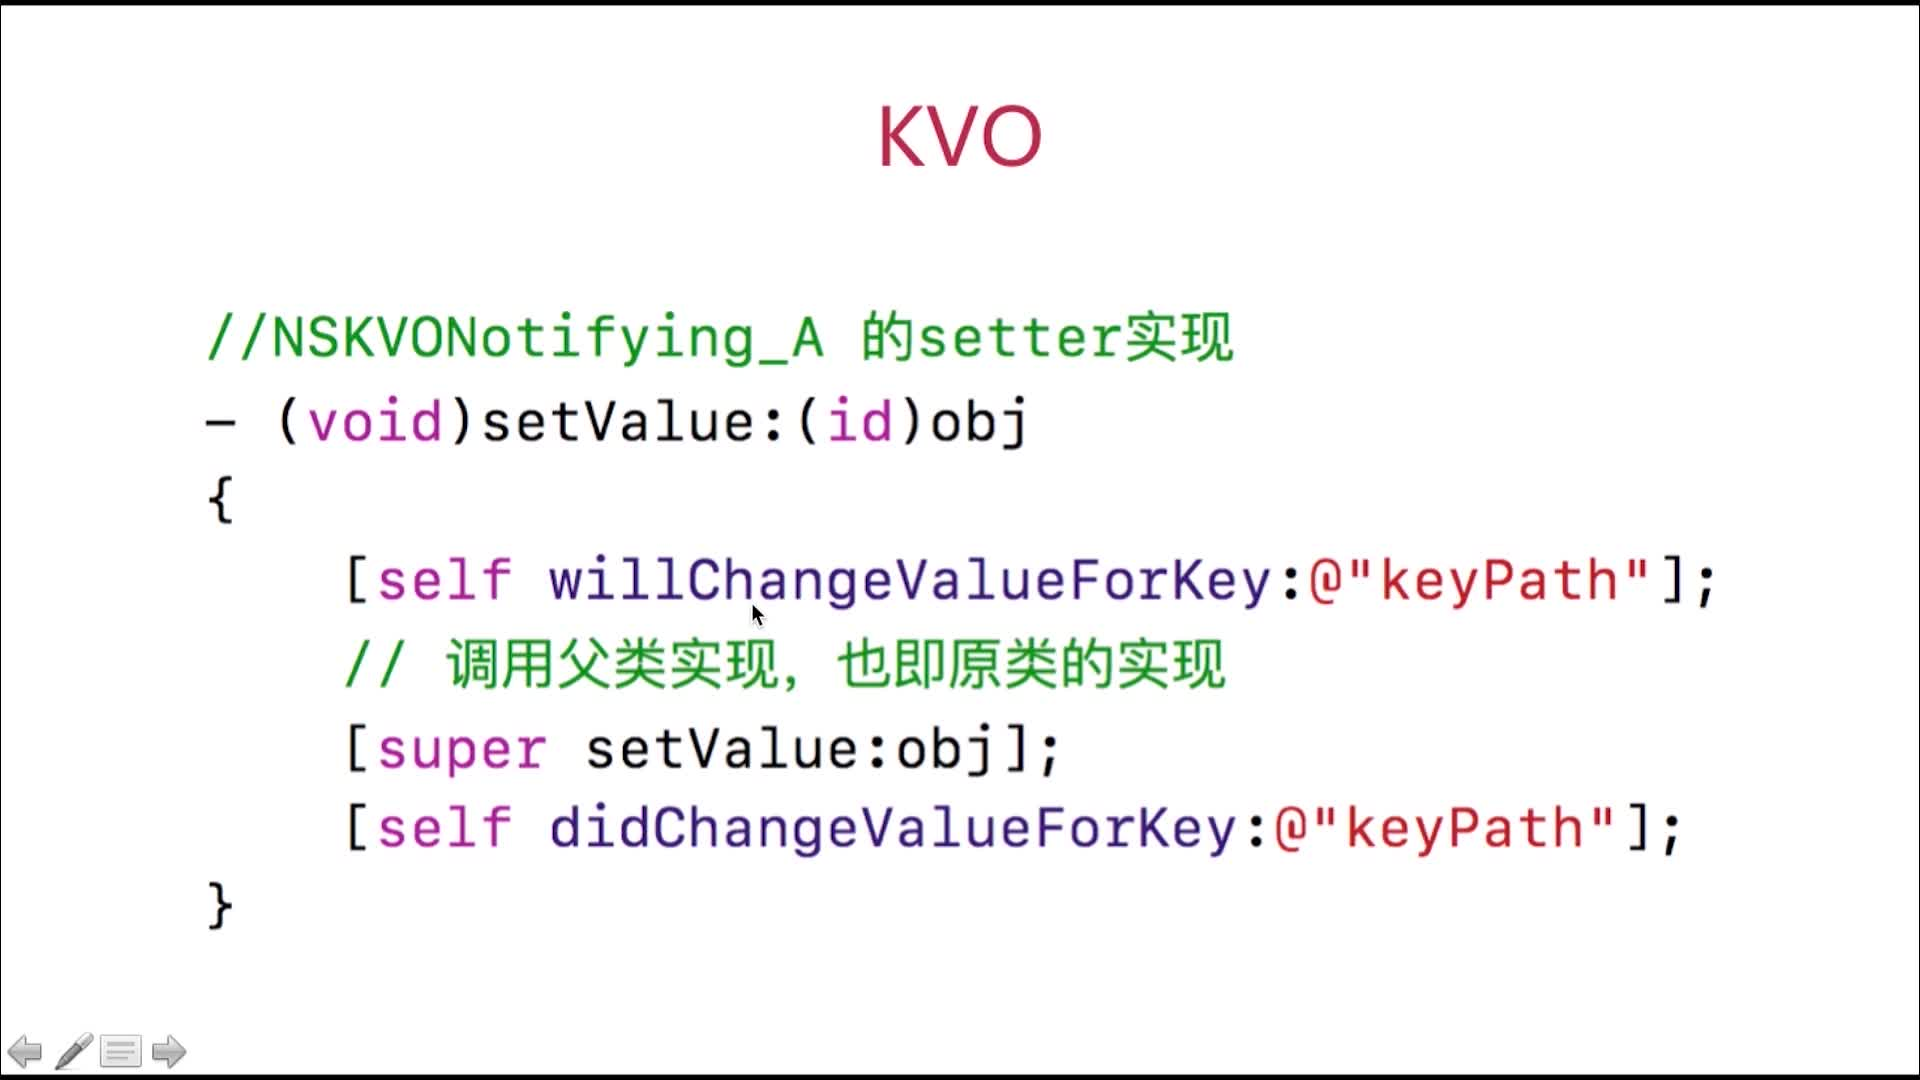 KVO
//NSKVONotifying_A 的setter实现
- (void)setValue:(id)obj
{
[self willChangeValueForKey:@"keyPath"];
// 调用父类实现，也即原类的实现
[super setValue:obj];
[self didChangeValueForKey:@"keyPath"];
}